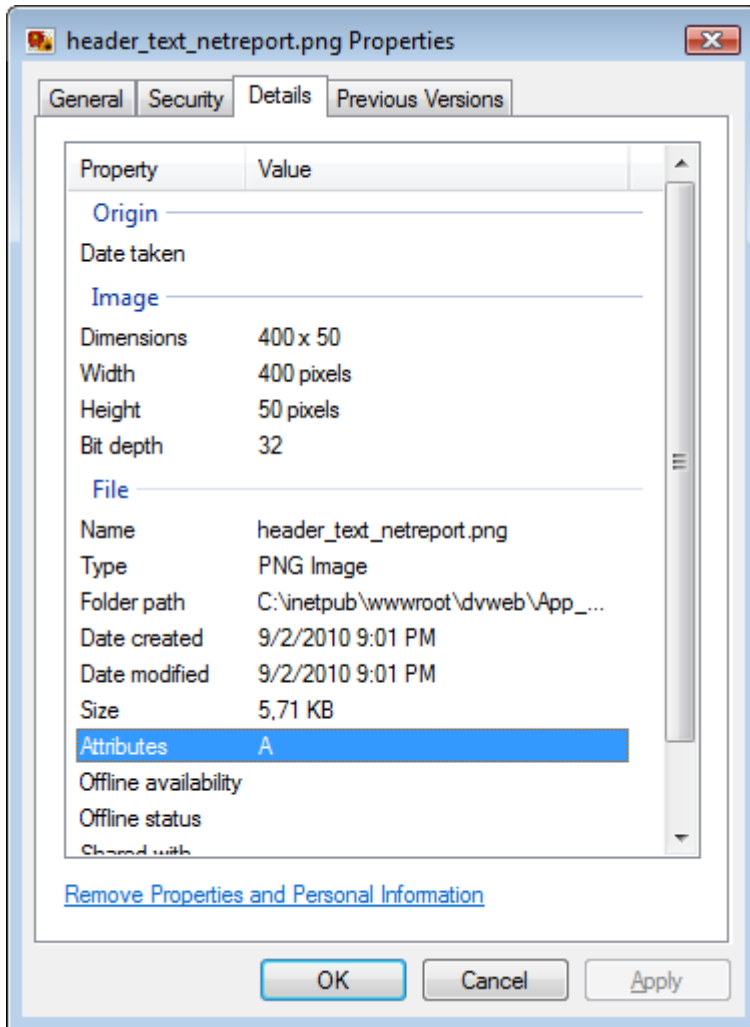 header_text_netreport.png Properties
General Security Details Previous Versions
Property Value
Origin
Date taken
Image
Dimensions 400 x 50
Width 400 pixels
Height 50 pixels
Bit depth 32
File
Name header_text_netreport.png
Type PNG Image
Folder path C:\inetpub\wwwroot\dvweb\App_...
Date created 9/2/2010 9:01 PM
Date modified 9/2/2010 9:01 PM
Size 5,71 KB
Attributes A
Offline availability
Offline status
Shared with
Remove Properties and Personal Information
OK Cancel Apply